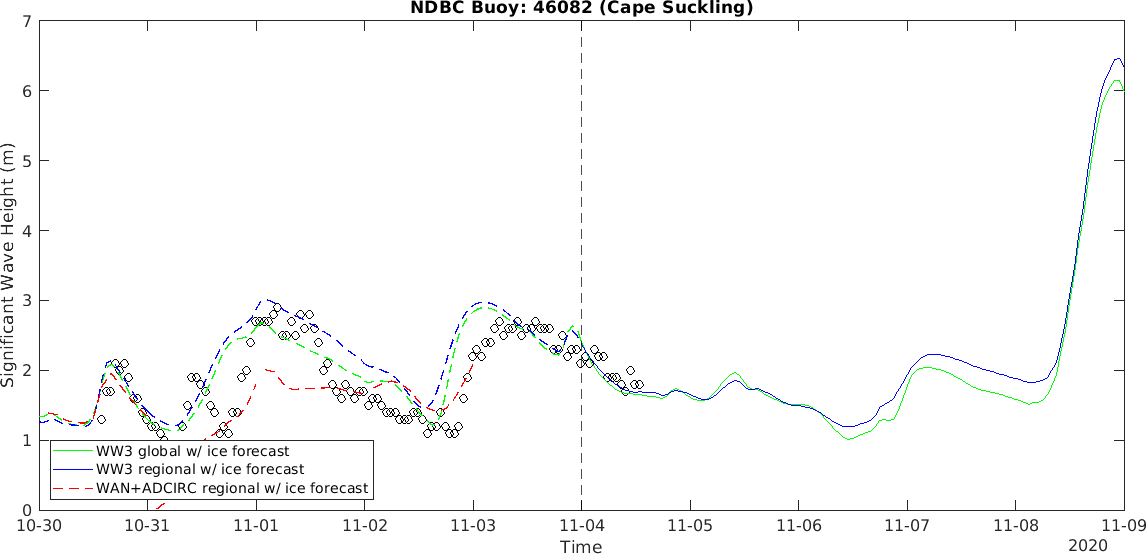 NDBC Buoy: 46082 (Cape Suckling)
7
6
5
4
3
2
1
0
Significant Wave Height (m)
WW3 global w/ ice forecast
WW3 regional w/ ice forecast
WAN+ADCIRC regional w/ ice forecast
10-30 10-31 11-01 11-02 11-03 11-04 11-05 11-06 11-07 11-08 11-09
Time
2020